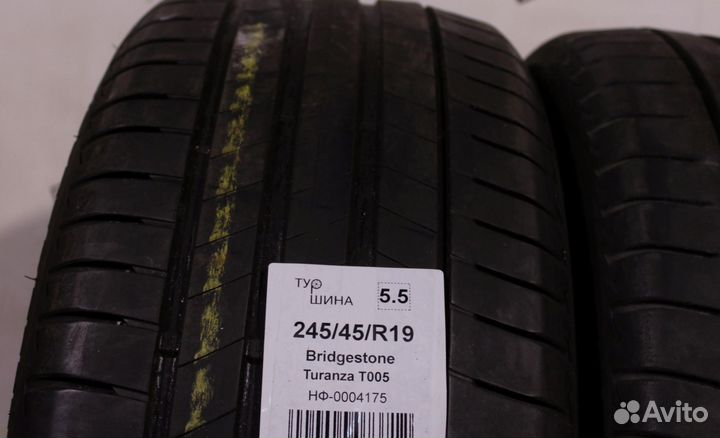 ТУР
ШИНА
5.5
245/45/R19
Bridgestone
Turanza T005
НФ-0004175
Avito